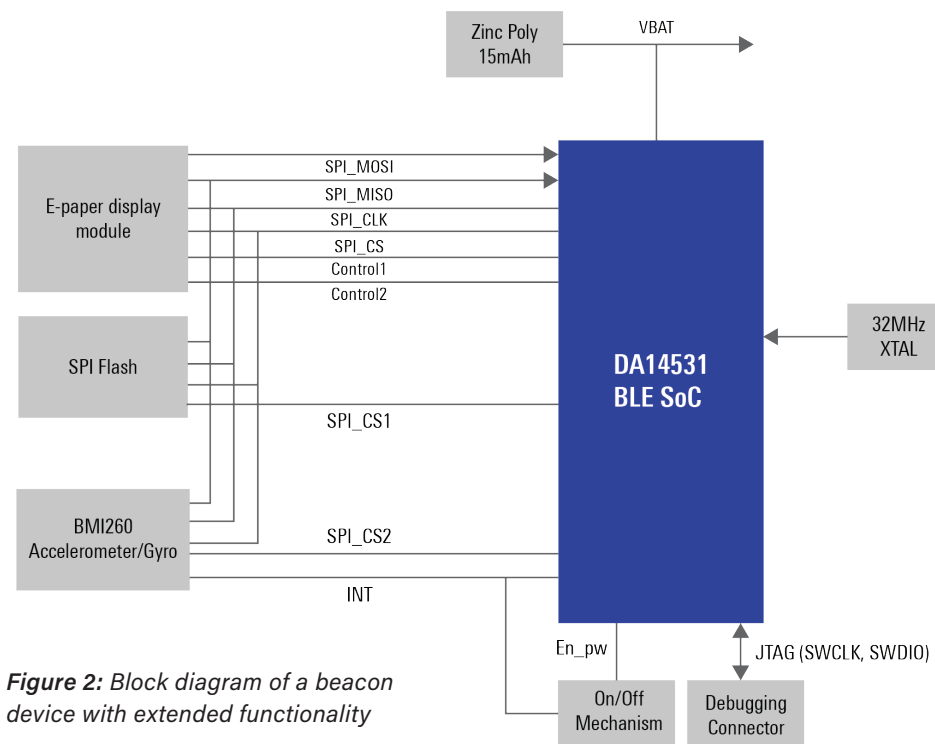 Zinc Poly
15mAh
VBAT
E-paper display
module
SPI_MOSI
SPI_MISO
SPI_CLK
SPI_CS
Control1
Control2
SPI Flash
SPI_CS1
BMI260
Accelerometer/Gyro
SPI_CS2
INT
DA14531
BLE SoC
32MHz
XTAL
En_pw
JTAG (SWCLK, SWDIO)
On/Off
Mechanism
Debugging
Connector
Figure 2: Block diagram of a beacon
device with extended functionality